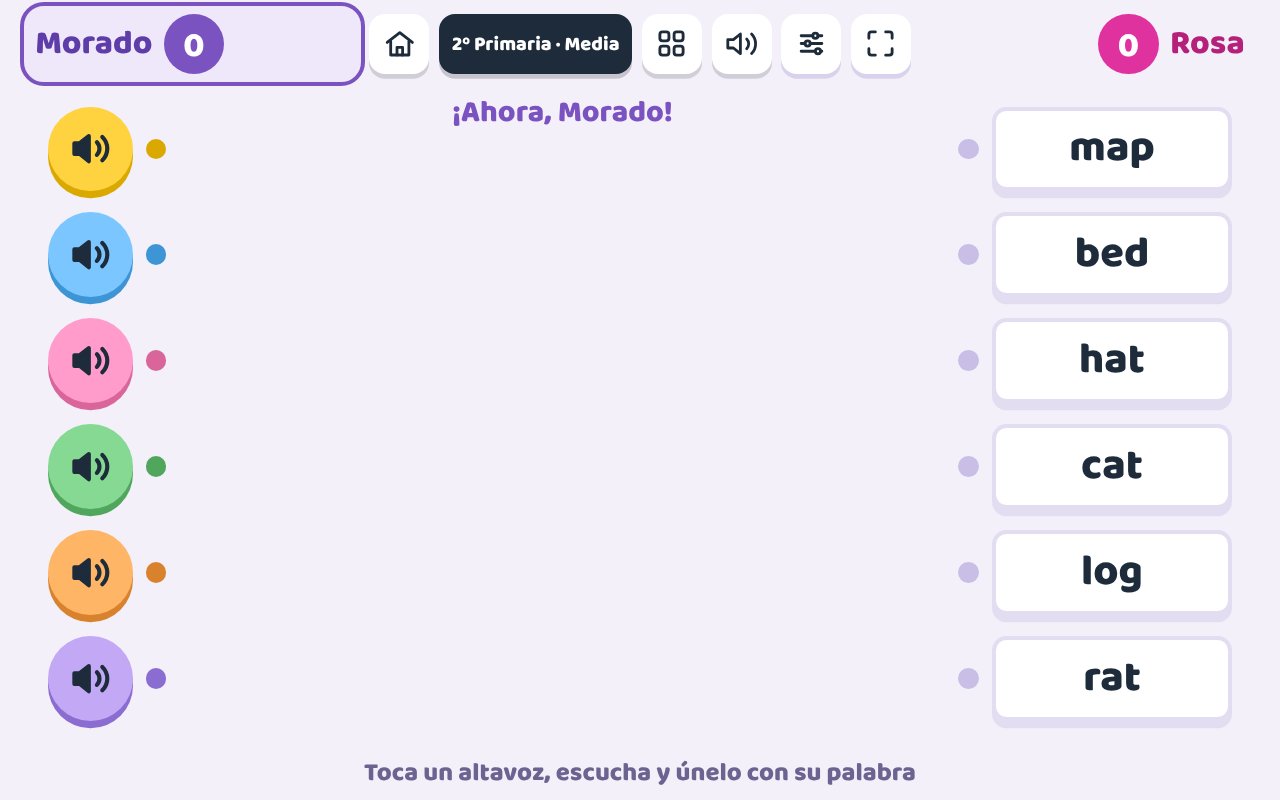 Morado 0
2º Primaria · Media
0 Rosa
¡Ahora, Morado!
map
bed
hat
cat
log
rat
Toca un altavoz, escucha y únelo con su palabra